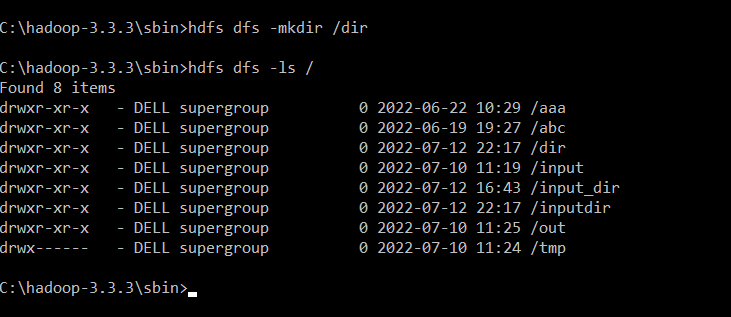 C:\hadoop-3.3.3\sbin>hdfs dfs -mkdir /dir
C:\hadoop-3.3.3\sbin>hdfs dfs -ls /
Found 8 items
drwxr-xr-x   - DELL supergroup          0 2022-06-22 10:29 /aaa
drwxr-xr-x   - DELL supergroup          0 2022-06-19 19:27 /abc
drwxr-xr-x   - DELL supergroup          0 2022-07-12 22:17 /dir
drwxr-xr-x   - DELL supergroup          0 2022-07-10 11:19 /input
drwxr-xr-x   - DELL supergroup          0 2022-07-12 16:43 /input_dir
drwxr-xr-x   - DELL supergroup          0 2022-07-12 22:17 /inputdir
drwxr-xr-x   - DELL supergroup          0 2022-07-10 11:25 /out
drwx------   - DELL supergroup          0 2022-07-10 11:24 /tmp
C:\hadoop-3.3.3\sbin>